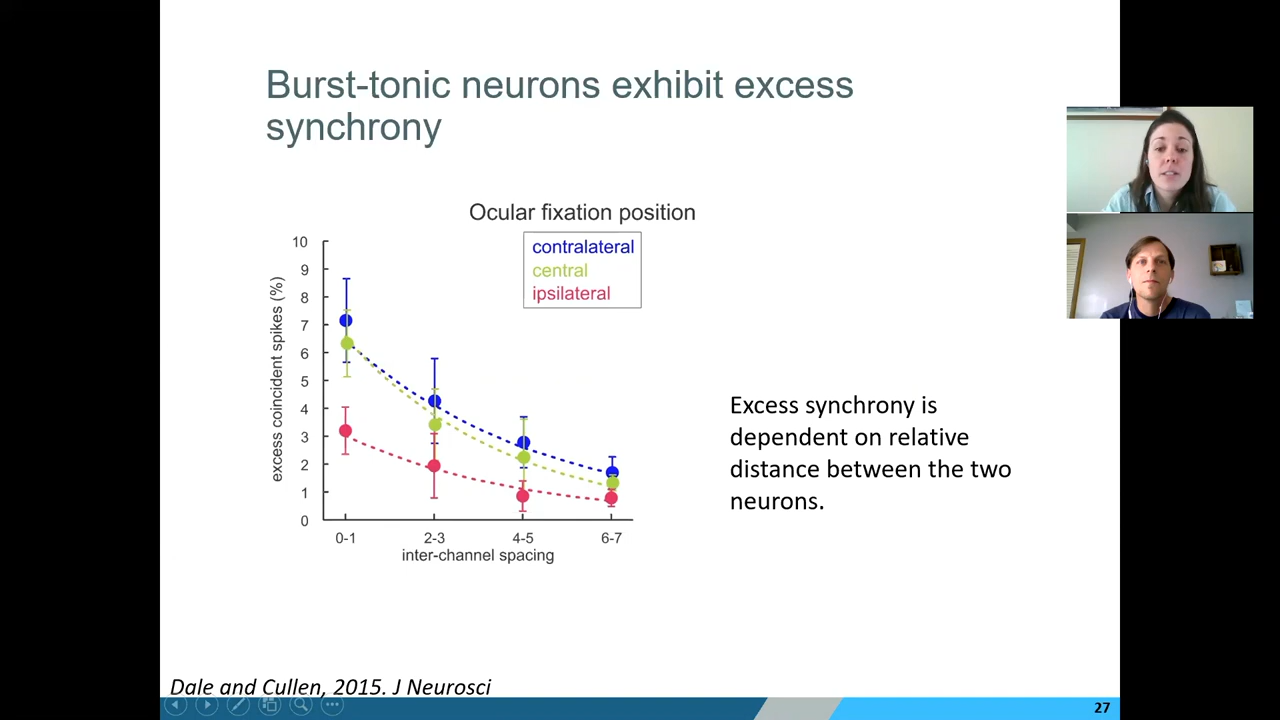 Burst-tonic neurons exhibit excess
synchrony
Ocular fixation position
contralateral
central
ipsilateral
10
9
8
7
6
5
4
3
2
1
0
excess coincident spikes (%)
0-1 2-3 4-5 6-7
inter-channel spacing
Excess synchrony is
dependent on relative
distance between the two
neurons.
Dale and Cullen, 2015. J Neurosci
27